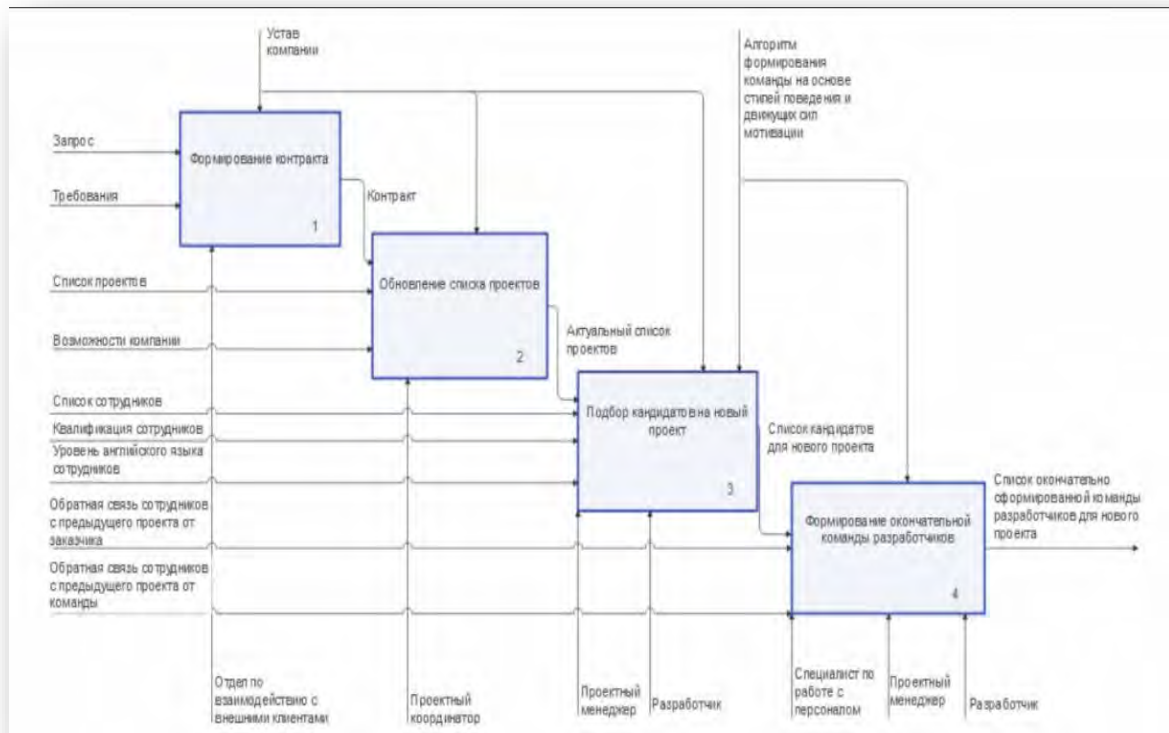 Устав
компании
Алгоритм
формирования
команды на основе
стилей поведения и
движущих сил
мотивации
Запрос
Формирование контракта
Требования
Контракт
1
Список проектов
Обновление списка проектов
Возможности компании
Актуальный список
проектов
2
Список сотрудников
Подбор кандидатов на новый
проект
Квалификация сотрудников
Список кандидатов
для нового проекта
Уровень английского языка
сотрудников
3
Список окончательно
сформированной команды
разработчиков для нового
проекта
Обратная связь сотрудников
с предыдущего проекта от
заказчика
Формирование окончательной
команды разработчиков
Обратная связь сотрудников
с предыдущего проекта от
команды
4
Отдел по
взаимодействию с
внешними клиентами
Проектный
координатор
Проектный
менеджер
Разработчик
Специалист по
работе с
персоналом
Проектный
менеджер
Разработчик